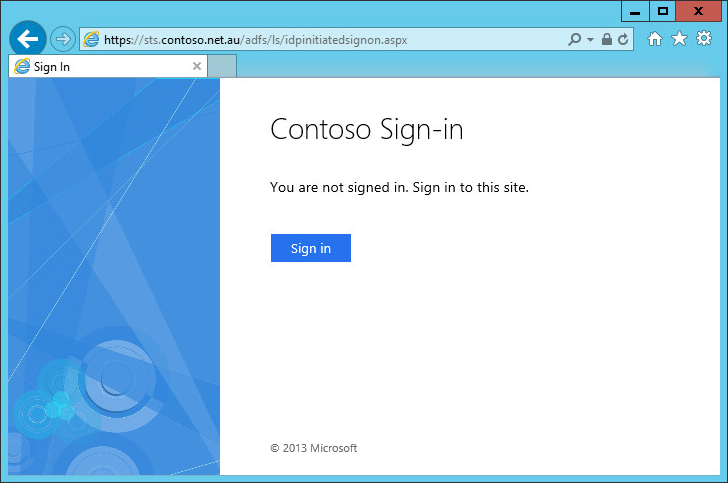 https://sts.contoso.net.au/adfs/ls/idpinitiatedsignon.aspx
Sign In
Contoso Sign-in
You are not signed in. Sign in to this site.
Sign in
© 2013 Microsoft